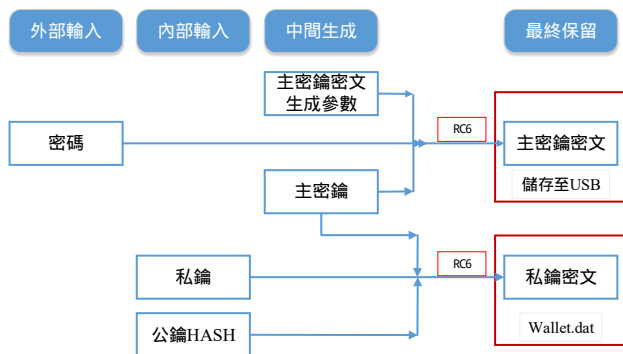 外部輸入
內部輸入
中間生成
最終保留
主密鑰密文
生成參數
密碼
RC6
主密鑰密文
儲存至USB
主密鑰
私鑰
RC6
私鑰密文
公鑰HASH
Wallet.dat